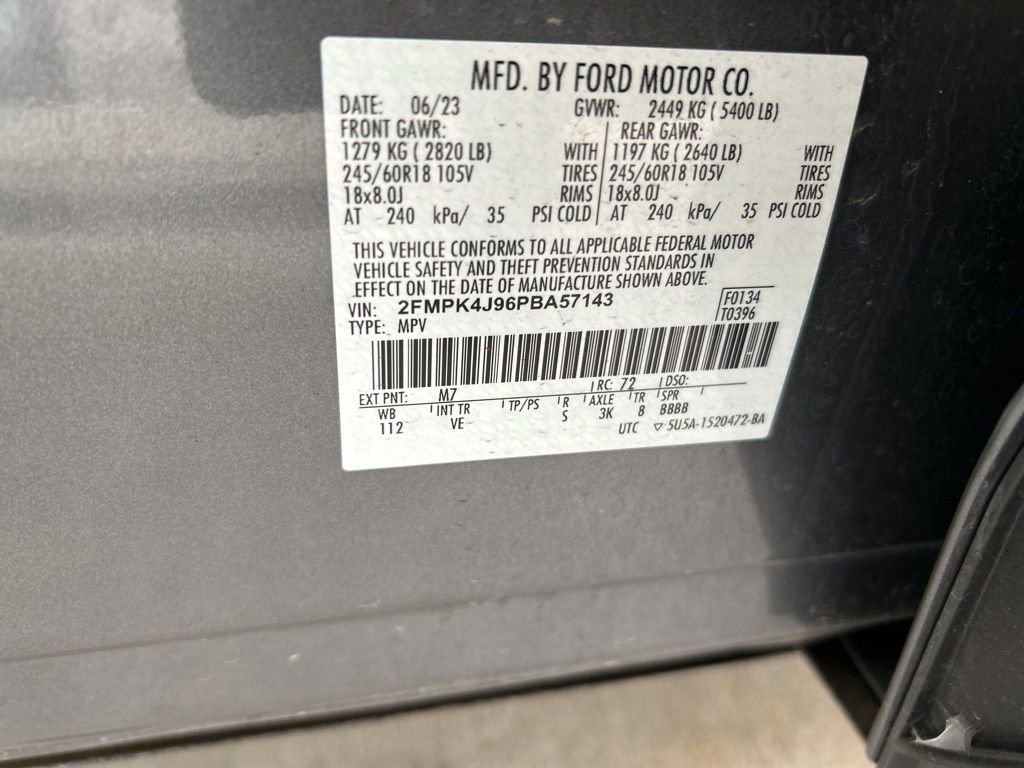 MFD. BY FORD MOTOR CO.
DATE: 06/23 GVWR: 2449 KG ( 5400 LB)
FRONT GAWR: REAR GAWR:
1279 KG ( 2820 LB) WITH 1197 KG ( 2640 LB) WITH
245/60R18 105V TIRES 245/60R18 105V TIRES
18x8.0J RIMS 18x8.0J RIMS
AT 240 kPa/ 35 PSI COLD AT 240 kPa/ 35 PSI COLD
THIS VEHICLE CONFORMS TO ALL APPLICABLE FEDERAL MOTOR
VEHICLE SAFETY AND THEFT PREVENTION STANDARDS IN
EFFECT ON THE DATE OF MANUFACTURE SHOWN ABOVE.
VIN: 2FMPK4J96PBA57143 F0134
TYPE: MPV T0396
EXT PNT: M7 RC: 72 DSO:
WB INT TR TP/PS R AXLE TR SPR
112 VE S 3K 8 BBBB
UTC ▽ 5U5A-1520472-BA